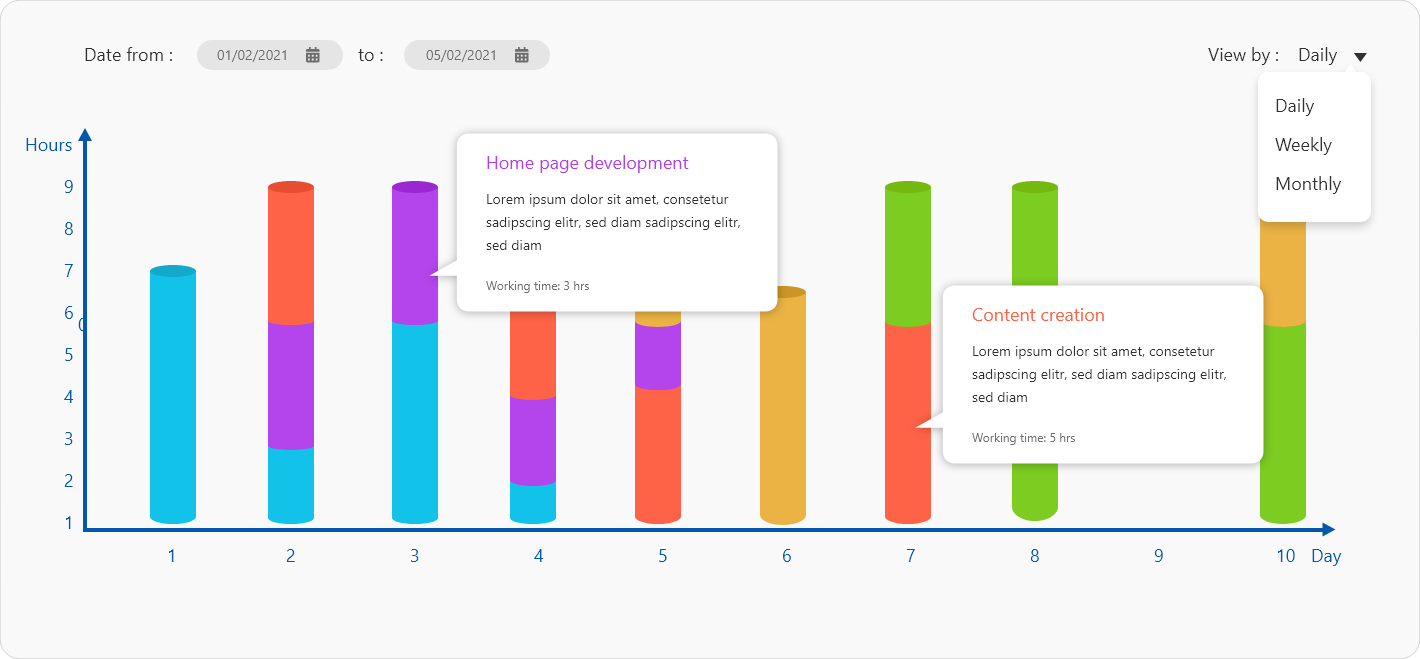 Date from : 01/02/2021 to : 05/02/2021 View by : Daily
Daily
Weekly
Monthly
Hours
9
8
7
6
5
4
3
2
1
Home page development
Lorem ipsum dolor sit amet, consetetur
sadipscing elitr, sed diam sadipscing elitr,
sed diam
Working time: 3 hrs
Content creation
Lorem ipsum dolor sit amet, consetetur
sadipscing elitr, sed diam sadipscing elitr,
sed diam
Working time: 5 hrs
1 2 3 4 5 6 7 8 9 10 Day